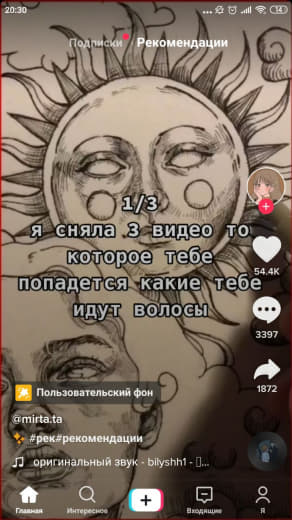 20:30
14
Подписки Рекомендации
1/3
я сняла 3 видео то
которое тебе
попадется какие тебе
идут волосы
54.4K
3397
1872
Пользовательский фон
@mirta.ta
#рек#рекомендации
оригинальный звук - bilyshh1 - ...
Главная Интересное Входящие Я